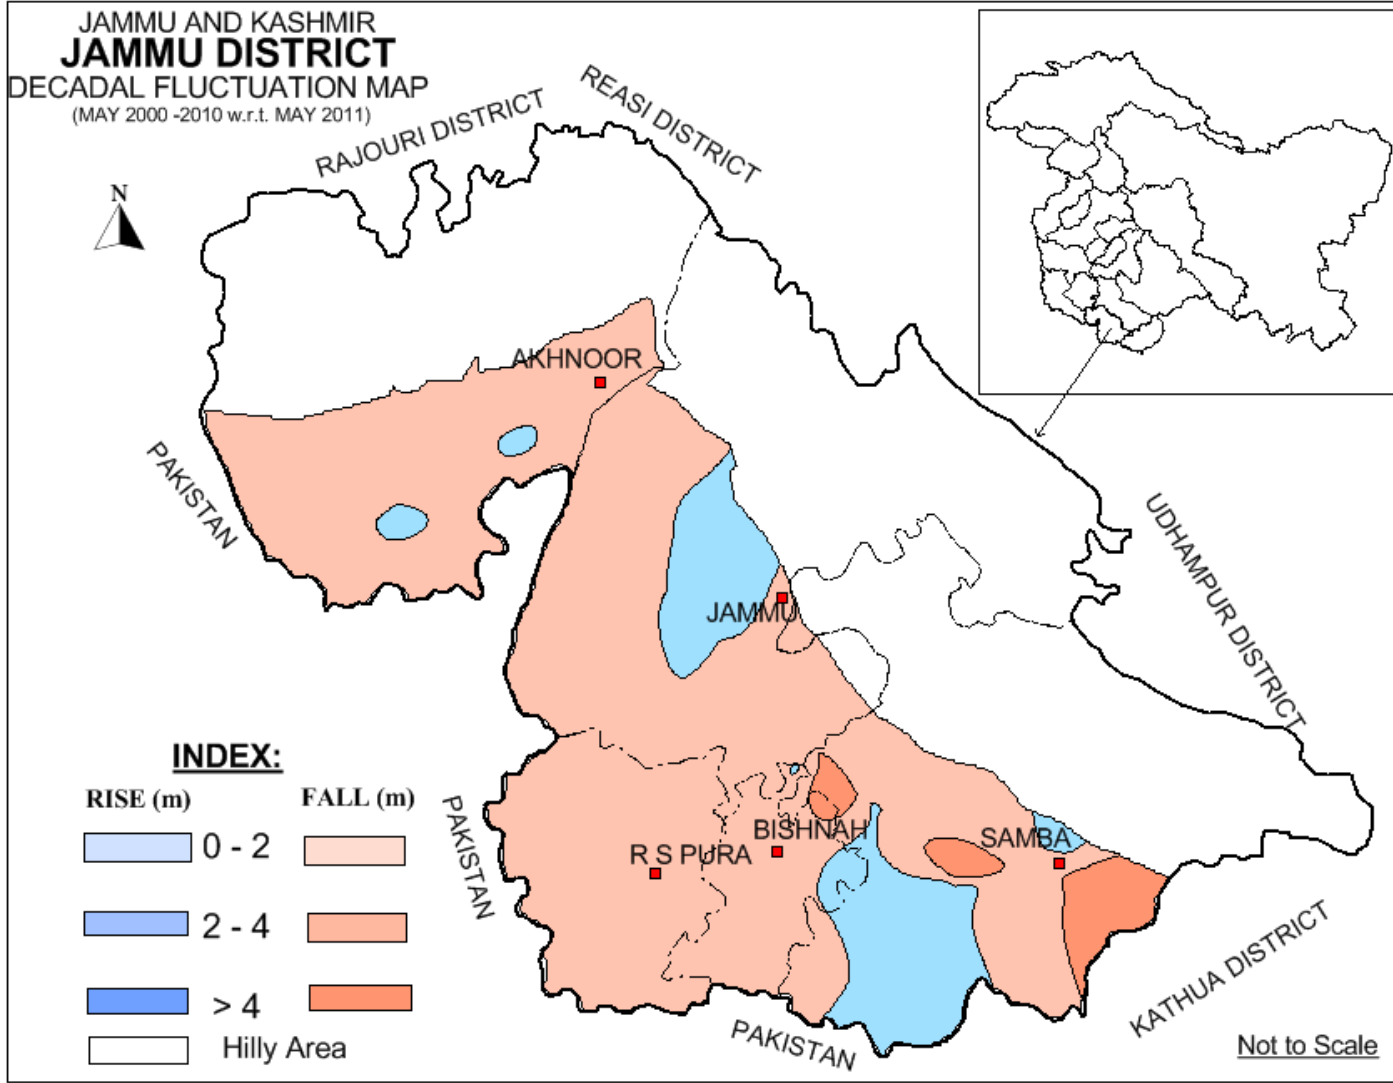 JAMMU AND KASHMIR
JAMMU DISTRICT
DECADAL FLUCTUATION MAP
(MAY 2000 -2010 w.r.t. MAY 2011)
RAJOURI DISTRICT
REASI DISTRICT
N
AKHNOOR
PAKISTAN
UDHAMPUR DISTRICT
JAMMU
PAKISTAN
BISHNAH
SAMBA
R S PURA
KATHUA DISTRICT
PAKISTAN
INDEX:
RISE (m) FALL (m)
0 - 2
2 - 4
> 4
Hilly Area
Not to Scale